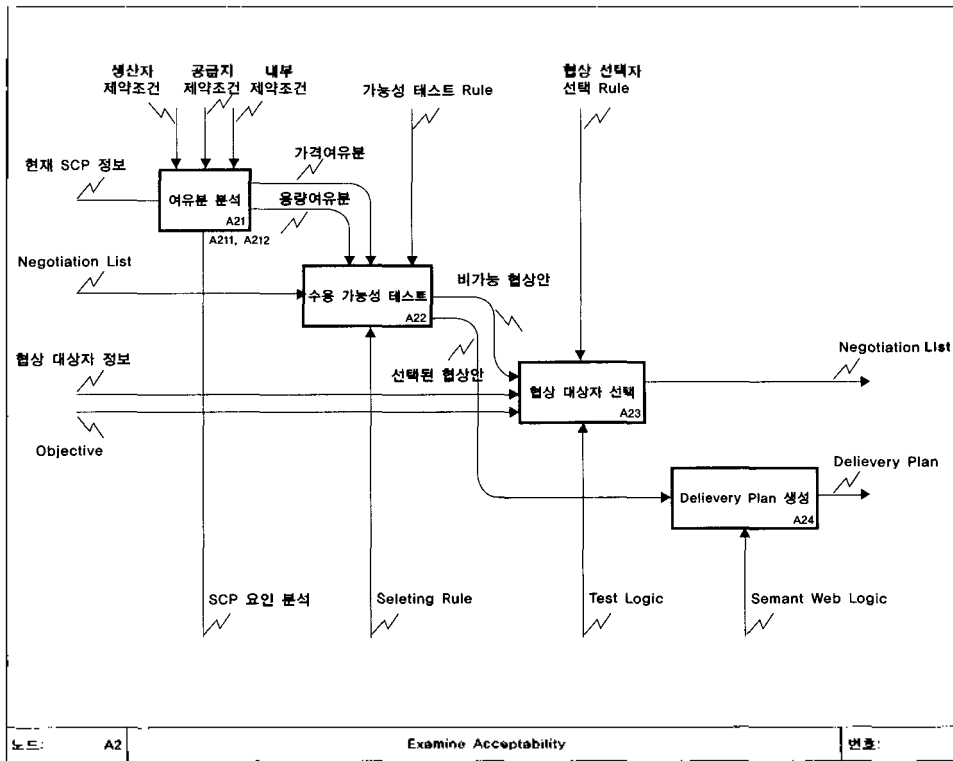 생산자
제약조건
공급지
제약조건
내부
제약조건
가능성 테스트 Rule
협상 선택자
선택 Rule
현재 SCP 정보
가격여유분
여유분 분석
A21
용량여유분
A211, A212
Negotiation List
수용 가능성 테스트
A22
비가능 협상안
협상 대상자 정보
선택된 협상안
협상 대상자 선택
A23
Negotiation List
Objective
Delievery Plan
Delievery Plan 생성
A24
SCP 요인 분석
Seleting Rule
Test Logic
Semant Web Logic
노드: A2
Examine Acceptability
번호: